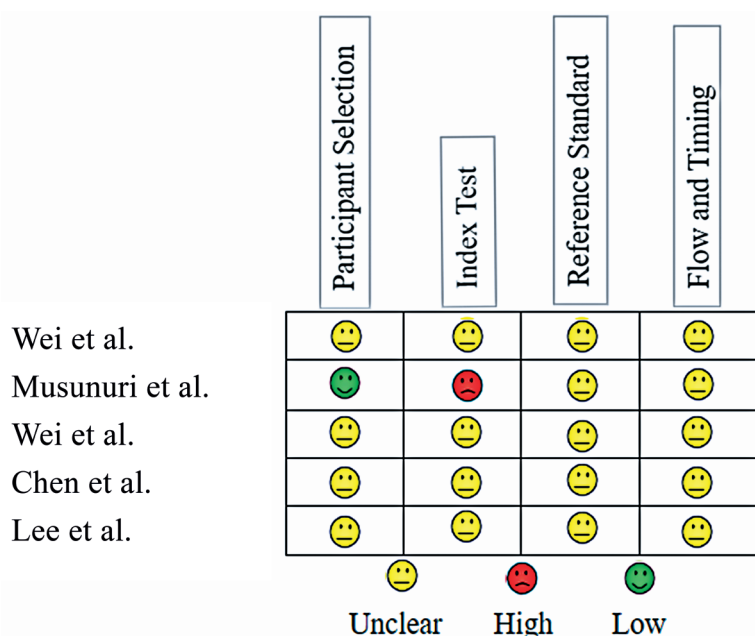 Participant Selection
Index Test
Reference Standard
Flow and Timing
Wei et al.
Musunuri et al.
Wei et al.
Chen et al.
Lee et al.
Unclear High Low